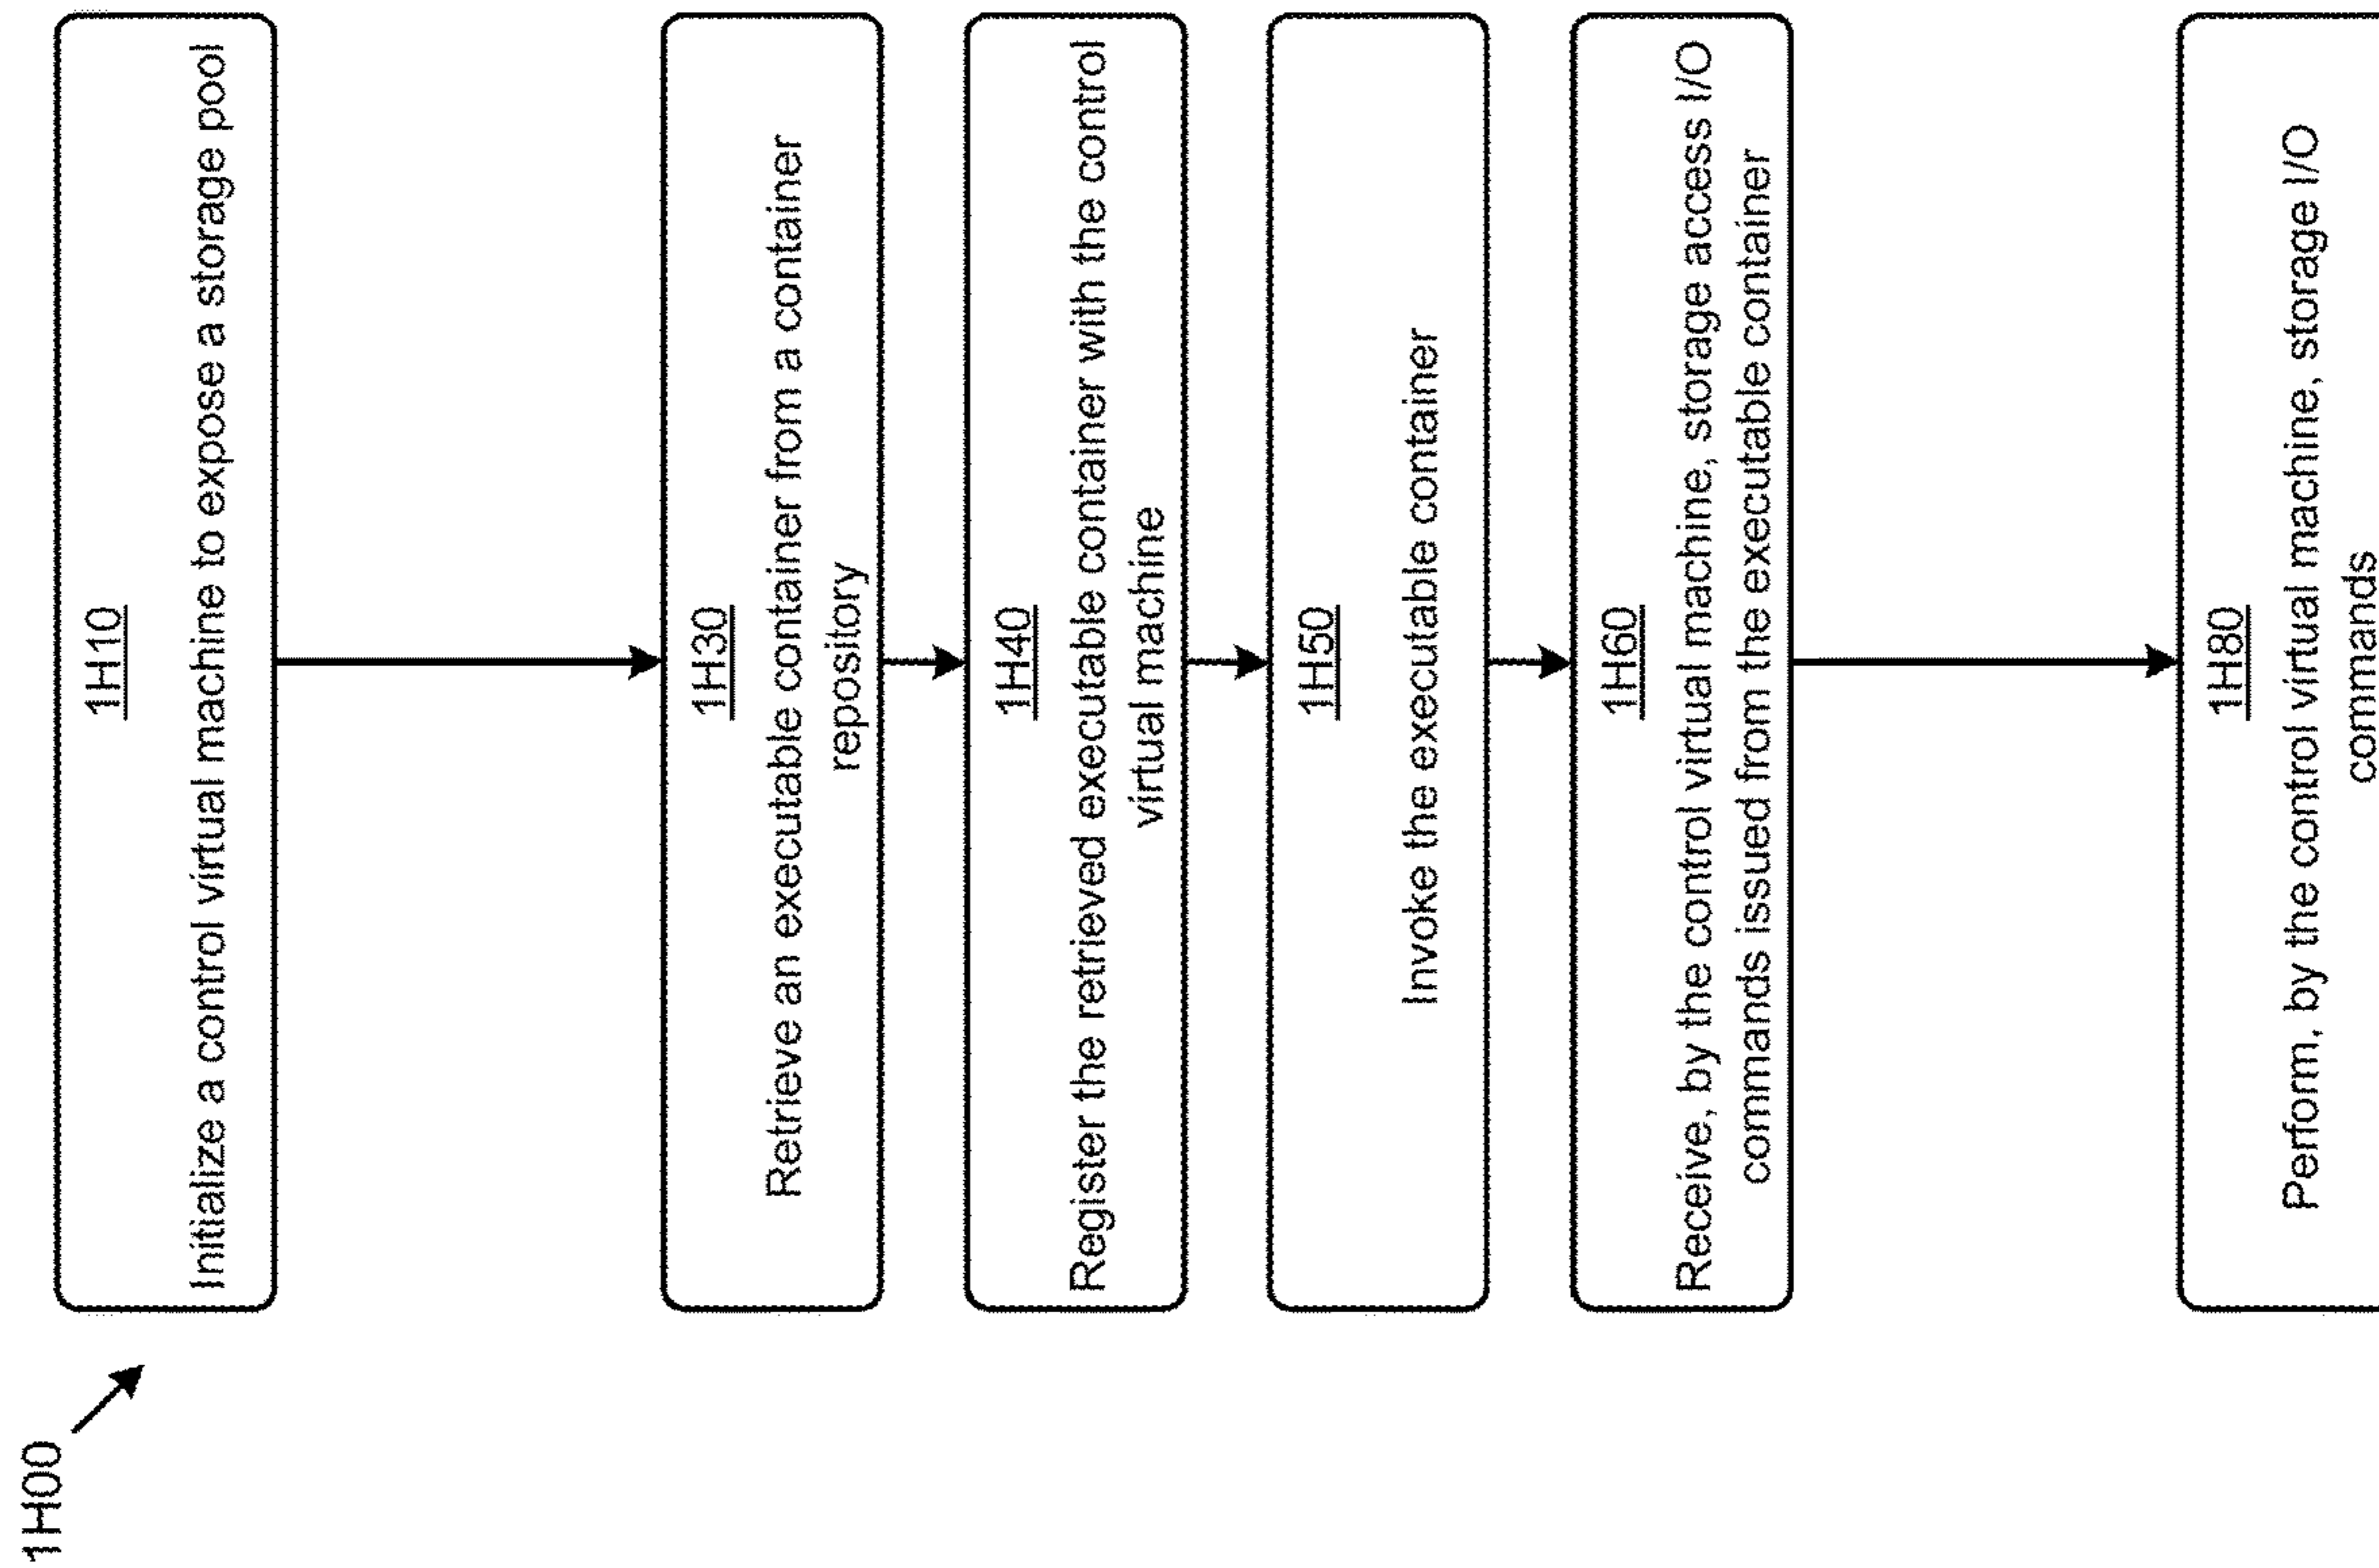 1H00
1H10
Initialize a control virtual machine to expose a storage pool
1H30
Retrieve an executable container from a container
repository
1H40
Register the retrieved executable container with the control
virtual machine
1H50
Invoke the executable container
1H60
Receive, by the control virtual machine, storage access I/O
commands issued from the executable container
1H80
Perform, by the control virtual machine, storage I/O
commands